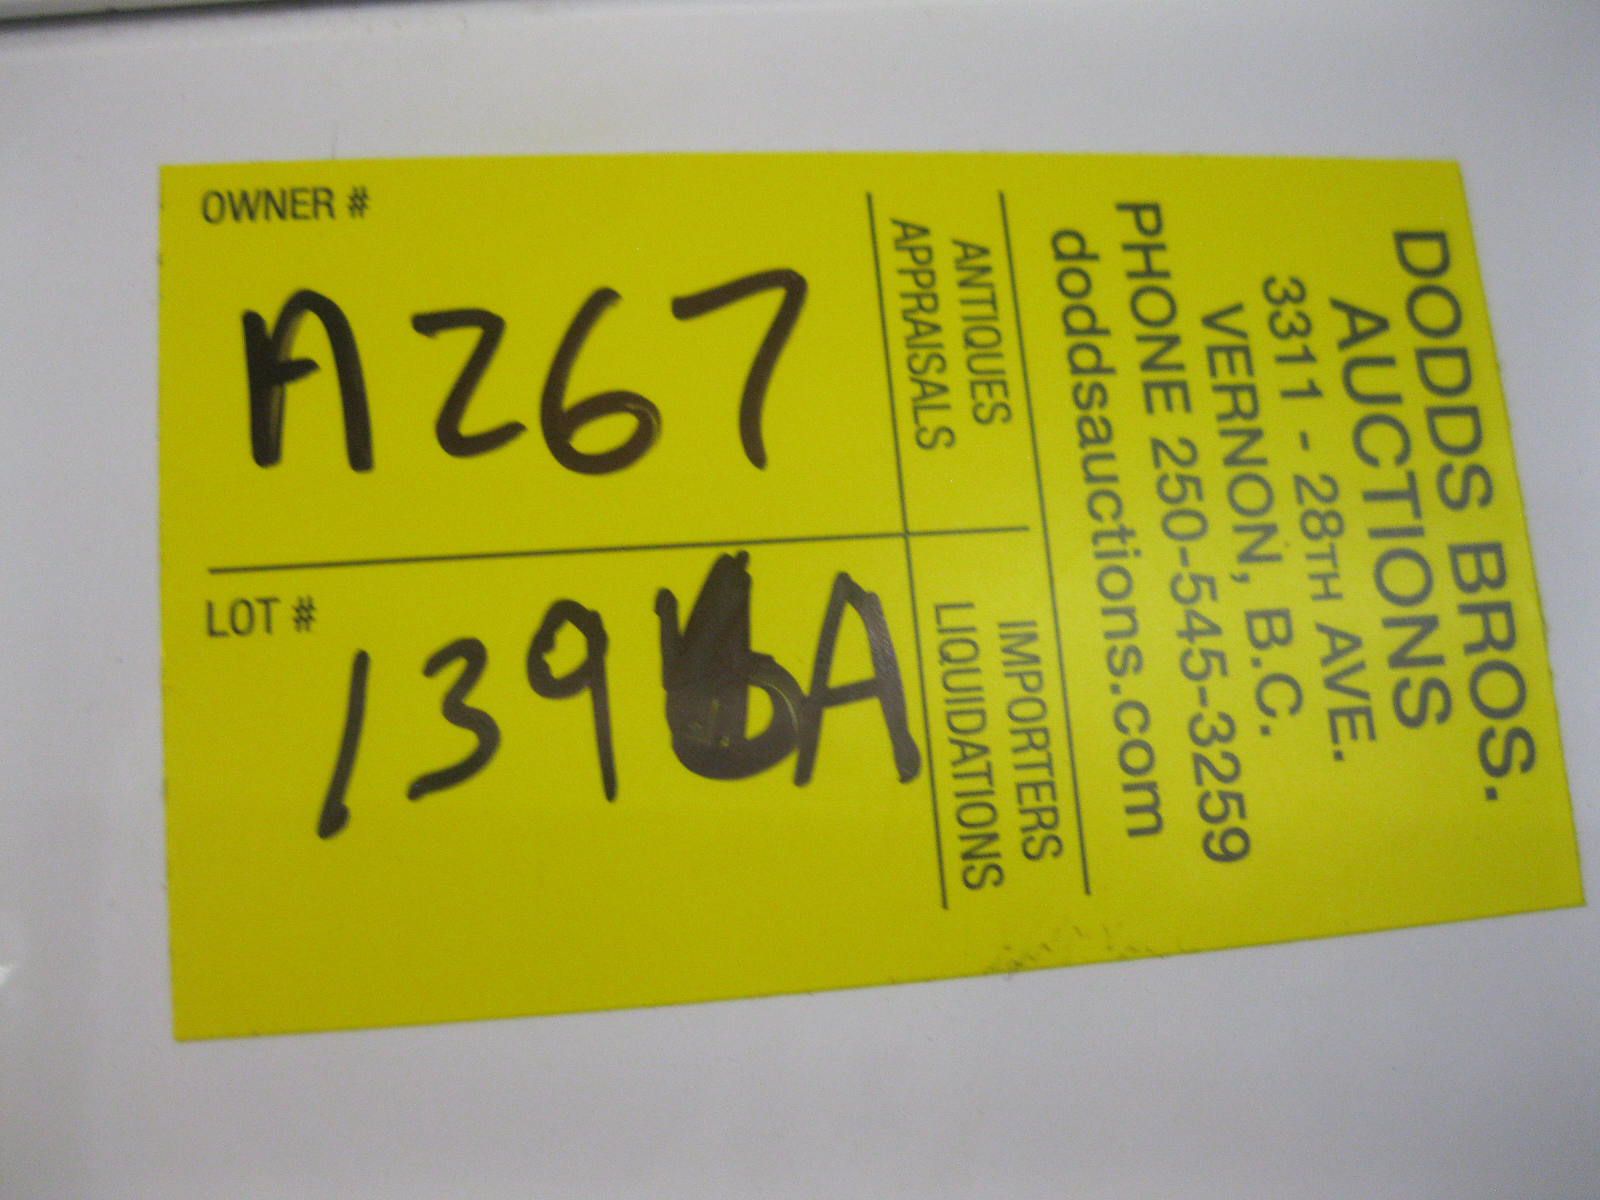 DODDS BROS.
AUCTIONS
3311 - 28TH AVE.
VERNON, B.C.
PHONE 250-545-3259
doddsauctions.com
ANTIQUES
APPRAISALS
IMPORTERS
LIQUIDATIONS
OWNER #
A267
LOT #
1396A